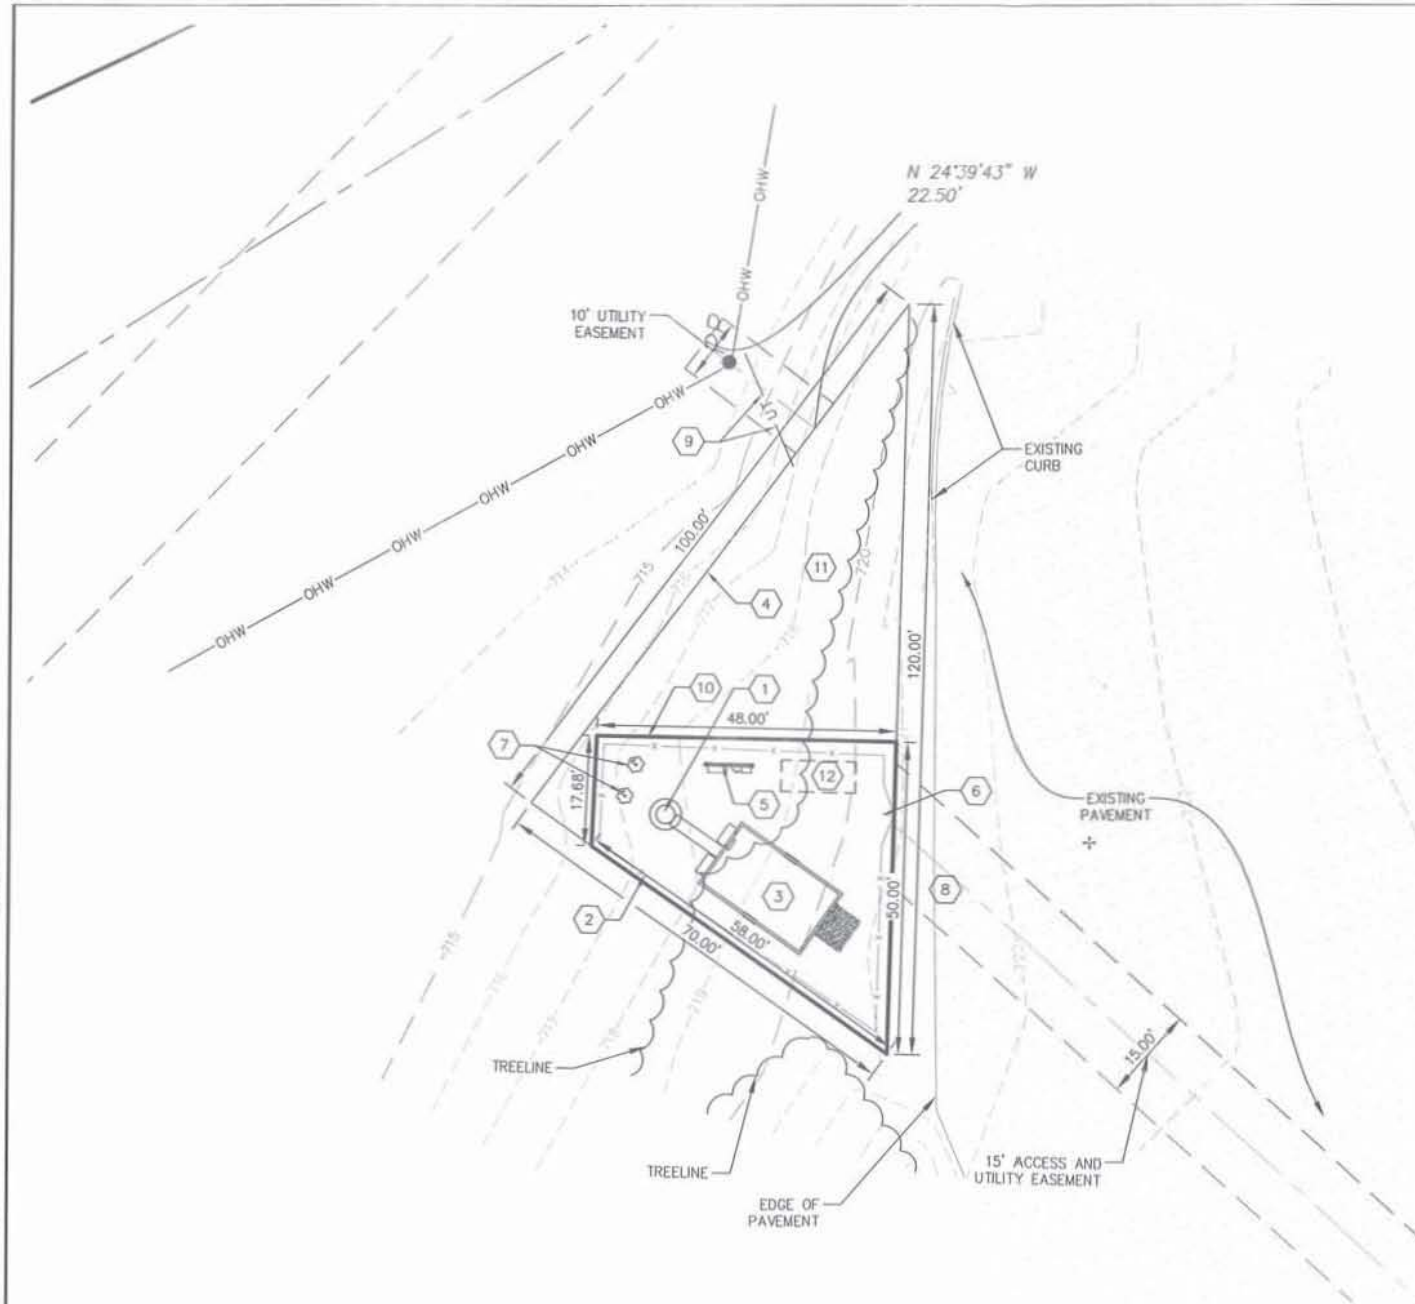 N 24°39'43" W
22.50'
OHW
OHW
10' UTILITY
EASEMENT
OHW
OHW
OHW
OHW
OHW
UT
9
EXISTING
CURB
100.00'
11
720
715
4
120.00'
10
1
48.00'
7
17.68'
12
5
6
EXISTING
PAVEMENT
3
8
50.00'
2
58.00'
70.00'
715
TREELINE
15.00'
TREELINE
15' ACCESS AND
UTILITY EASEMENT
EDGE OF
PAVEMENT